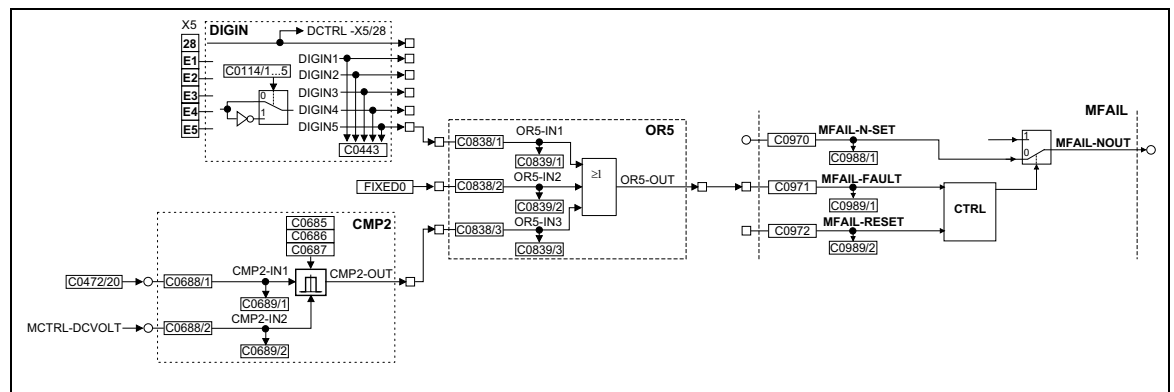 X5
DIGIN
28
DCTRL -X5/28
E1
E2
E3
E4
E5
C0114/1...5
0
1
DIGIN1
DIGIN2
DIGIN3
DIGIN4
DIGIN5
C0443
OR5
C0838/1
OR5-IN1
C0839/1
FIXED0
C0838/2
OR5-IN2
C0839/2
C0838/3
OR5-IN3
C0839/3
≥1
OR5-OUT
CMP2
C0685
C0686
C0687
C0472/20
C0688/1
CMP2-IN1
C0689/1
CMP2-OUT
MCTRL-DCVOLT
C0688/2
CMP2-IN2
C0689/2
MFAIL
C0970
MFAIL-N-SET
C0988/1
1
0
MFAIL-NOUT
C0971
MFAIL-FAULT
C0989/1
CTRL
C0972
MFAIL-RESET
C0989/2